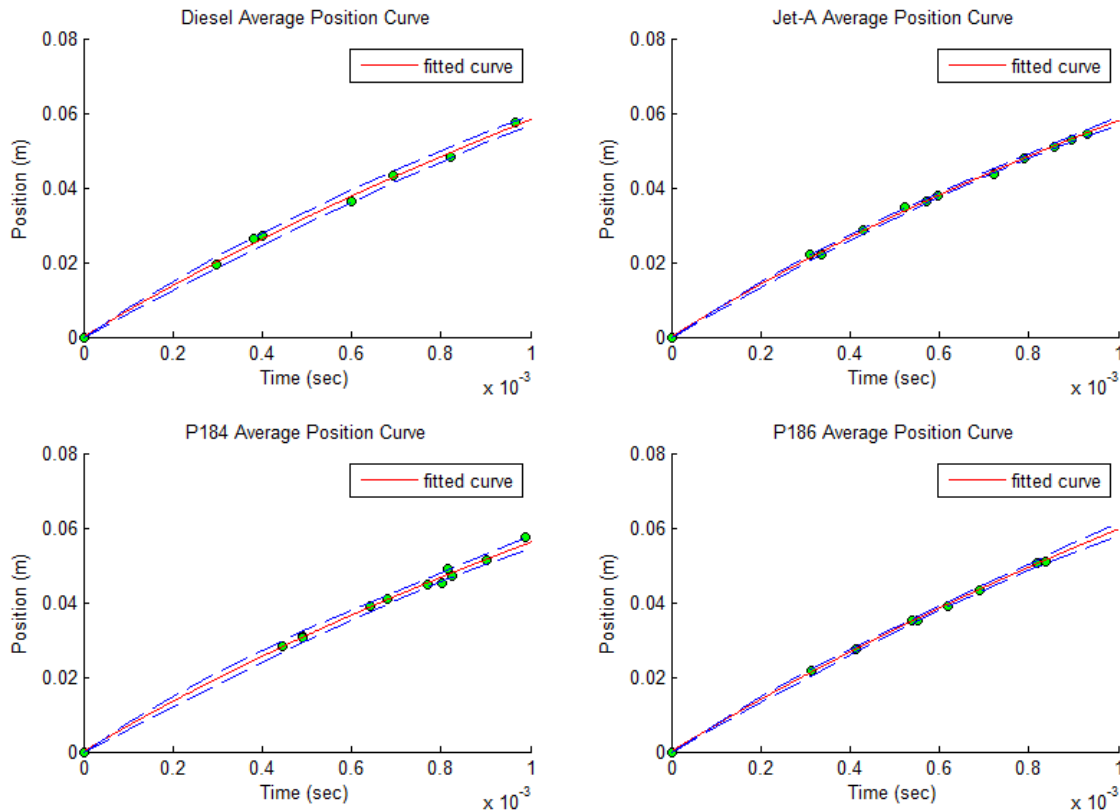 Diesel Average Position Curve
0.08
0.06
0.04
0.02
0
Position (m)
fitted curve
0 0.2 0.4 0.6 0.8 1
Time (sec)
x 10⁻³
Jet-A Average Position Curve
0.08
0.06
0.04
0.02
0
Position (m)
fitted curve
0 0.2 0.4 0.6 0.8 1
Time (sec)
x 10⁻³
P184 Average Position Curve
0.08
0.06
0.04
0.02
0
Position (m)
fitted curve
0 0.2 0.4 0.6 0.8 1
Time (sec)
x 10⁻³
P186 Average Position Curve
0.08
0.06
0.04
0.02
0
Position (m)
fitted curve
0 0.2 0.4 0.6 0.8 1
Time (sec)
x 10⁻³